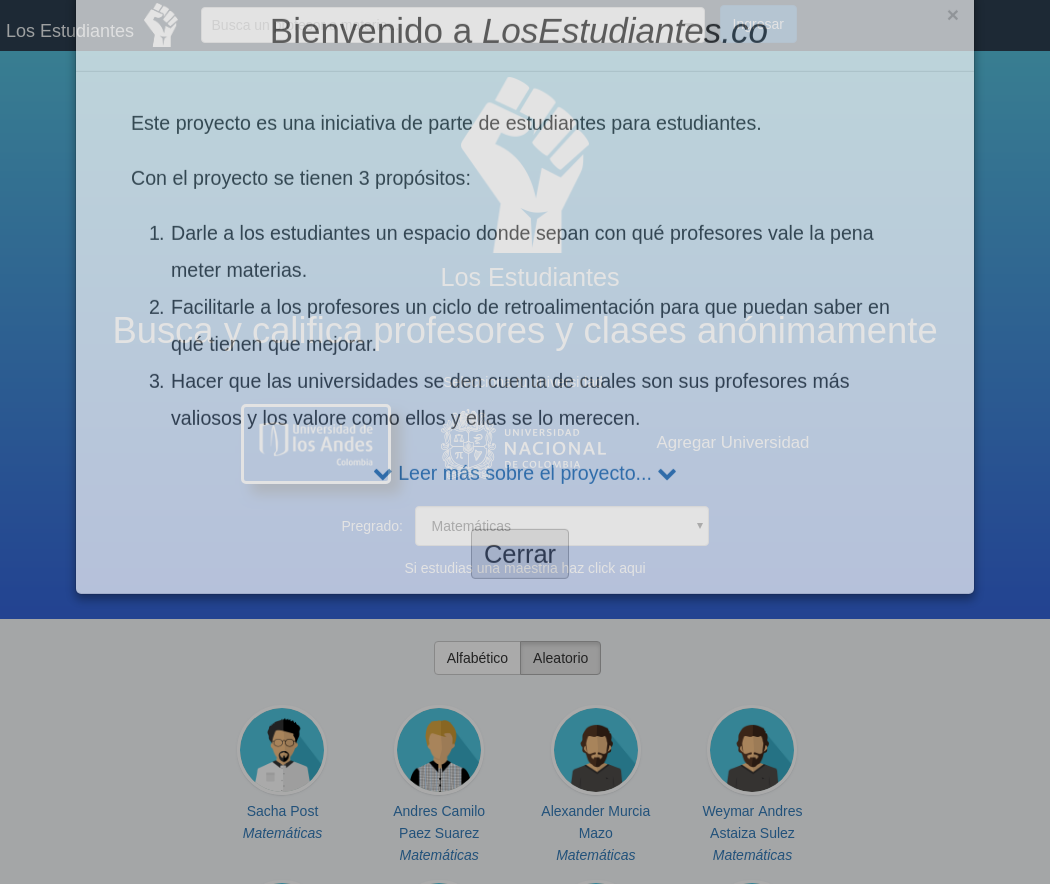 Los Estudiantes
Ingresar
×
Bienvenido a LosEstudiantes.co
Este proyecto es una iniciativa de parte de estudiantes para estudiantes.
Con el proyecto se tienen 3 propósitos:
1. Darle a los estudiantes un espacio donde sepan con qué profesores vale la pena
meter materias.
Los Estudiantes
2. Facilitarle a los profesores un ciclo de retroalimentación para que puedan saber en
Busca y califica profesores y clases anónimamente
qué tienen que mejorar.
3. Hacer que las universidades se den cuenta de cuales son sus profesores más
valiosos y los valore como ellos y ellas se lo merecen.
Universidad de
los Andes
Colombia
UNIVERSIDAD
NACIONAL
DE COLOMBIA
Agregar Universidad
Leer más sobre el proyecto...
Pregrado:
Matemáticas
Cerrar
Si estudias una maestría haz click aqui
Alfabético
Aleatorio
Sacha Post
Matemáticas
Andres Camilo
Paez Suarez
Matemáticas
Alexander Murcia
Mazo
Matemáticas
Weymar Andres
Astaiza Sulez
Matemáticas